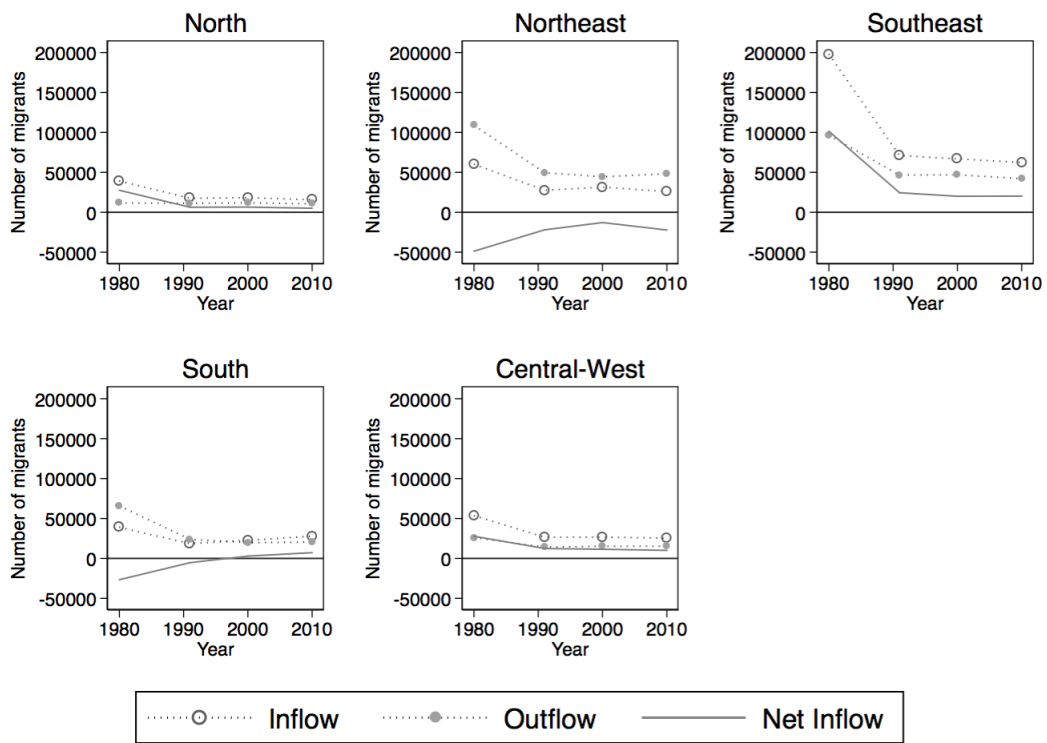 North
Number of migrants
200000
150000
100000
50000
0
-50000
1980 1990 2000 2010
Year
Northeast
Number of migrants
200000
150000
100000
50000
0
-50000
1980 1990 2000 2010
Year
Southeast
Number of migrants
200000
150000
100000
50000
0
-50000
1980 1990 2000 2010
Year
South
Number of migrants
200000
150000
100000
50000
0
-50000
1980 1990 2000 2010
Year
Central-West
Number of migrants
200000
150000
100000
50000
0
-50000
1980 1990 2000 2010
Year
Inflow Outflow Net Inflow